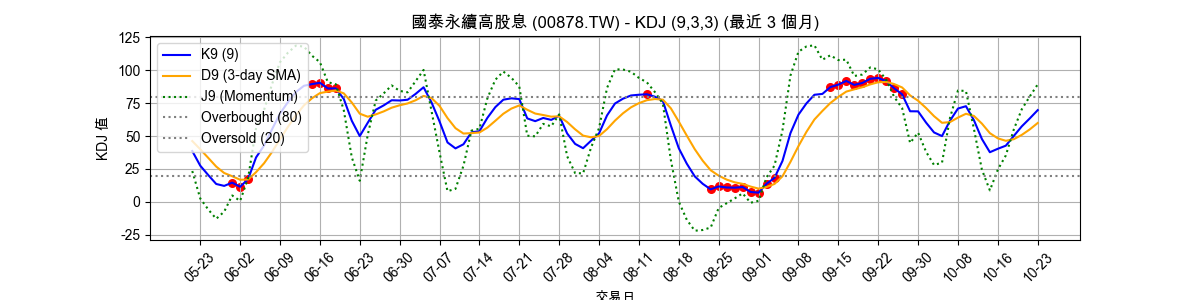 國泰永續高股息 (00878.TW) - KDJ (9,3,3) (最近 3 個月)
KDJ 值
125
100
75
50
25
0
-25
K9 (9)
D9 (3-day SMA)
J9 (Momentum)
Overbought (80)
Oversold (20)
05-23 06-02 06-09 06-16 06-23 06-30 07-07 07-14 07-21 07-28 08-04 08-11 08-18 08-25 09-01 09-08 09-15 09-22 09-30 10-08 10-16 10-23
交易日